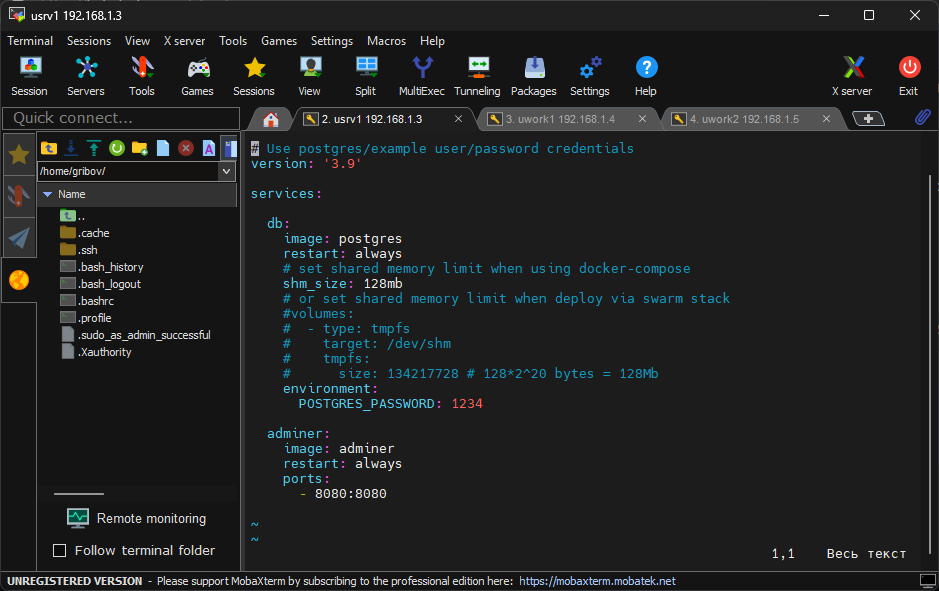 usrv1 192.168.1.3
Terminal Sessions View X server Tools Games Settings Macros Help
Session Servers Tools Games Sessions View Split MultiExec Tunneling Packages Settings Help X server Exit
Quick connect...
2. usrv1 192.168.1.3
3. uwork1 192.168.1.4
4. uwork2 192.168.1.5
/home/gribov/
Name
..
.cache
.ssh
.bash_history
.bash_logout
.bashrc
.profile
.sudo_as_admin_successful
.Xauthority
Remote monitoring
Follow terminal folder
# Use postgres/example user/password credentials
version: '3.9'
services:
db:
image: postgres
restart: always
# set shared memory limit when using docker-compose
shm_size: 128mb
# or set shared memory limit when deploy via swarm stack
#volumes:
#  - type: tmpfs
#    target: /dev/shm
#    tmpfs:
#      size: 134217728 # 128*2^20 bytes = 128Mb
environment:
POSTGRES_PASSWORD: 1234
adminer:
image: adminer
restart: always
ports:
- 8080:8080
~
~
1,1 Весь текст
UNREGISTERED VERSION - Please support MobaXterm by subscribing to the professional edition here: https://mobaxterm.mobatek.net